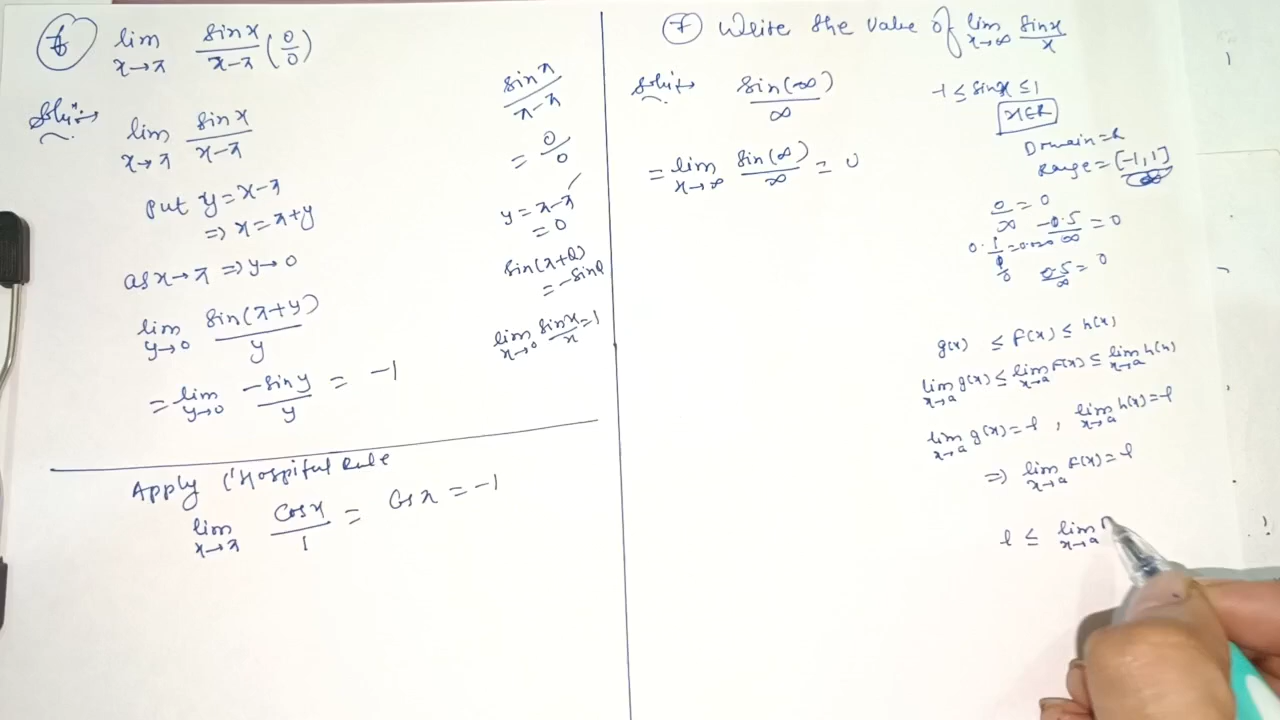 6 lim x→π sinx/x-π (0/0)
Solu:→ lim x→π sinx/x-π
Put y = x-π
⇒ x = π+y
as x→π ⇒ y→0
lim y→0 sin(π+y)/y
= lim y→0 -siny/y = -1
sinπ/π-π
= 0/0
y = π-π
= 0
sin(π+θ)
= -sinθ
lim x→0 sinx/x = 1
Apply L'Hospital Rule
lim x→π cosx/1 = Cosπ = -1
7 Write the value of lim x→∞ sinx/x
Solu:→ sin(∞)/∞
= lim x→∞ sin(∞)/∞ = 0
-1 ≤ sinx ≤ 1
x∈R
Domain = R
Range = [-1,1]
0/∞ = 0
-0.5/∞ = 0
0.5/∞ = 0
g(x) ≤ f(x) ≤ h(x)
lim x→a g(x) ≤ lim x→a f(x) ≤ lim x→a h(x)
lim x→a g(x) = l , lim x→a h(x) = l
⇒ lim x→a f(x) = l
l ≤ lim x→a